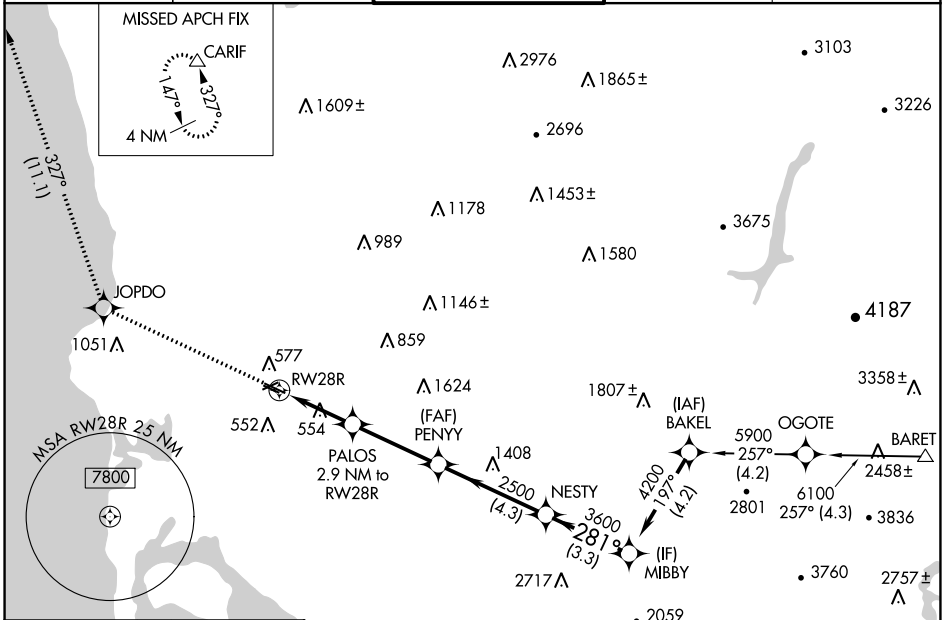 MISSED APCH FIX
CARIF
147°
327°
4 NM
2976
1865±
3103
1609±
3226
2696
327°
(11.1)
1453±
1178
3675
989
1580
JOPDO
1146±
4187
1051
859
577
RW28R
1624
1807±
3358±
(FAF)
PENYY
(IAF)
BAKEL
OGOTE
BARET
552
554
5900
257°
(4.2)
MSA RW28R 25 NM
7800
PALOS
2.9 NM to
RW28R
1408
2500
(4.3)
NESTY
4200
197°
(4.2)
2458±
6100
257° (4.3)
2801
3836
3600
281°
(3.3)
(IF)
MIBBY
2717
3760
2757±
2059